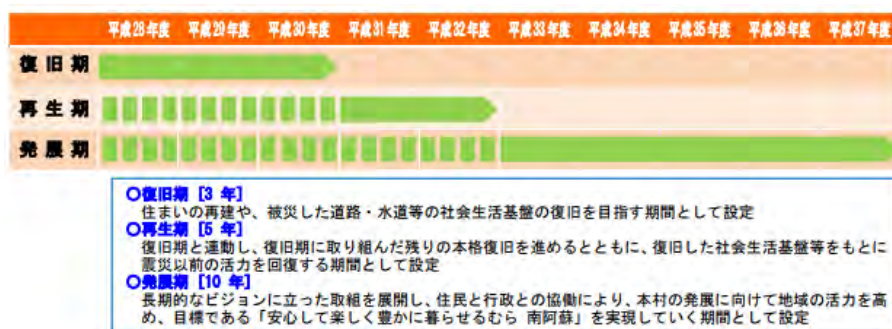 平成28年度 平成29年度 平成30年度 平成31年度 平成32年度 平成33年度 平成34年度 平成35年度 平成36年度 平成37年度
復旧期
再生期
発展期
○復旧期 [3 年]
住まいの再建や、被災した道路・水道等の社会生活基盤の復旧を目指す期間として設定
○再生期 [5 年]
復旧期と連動し、復旧期に取り組んだ残りの本格復旧を進めるとともに、復旧した社会生活基盤等をもとに
震災以前の活力を回復する期間として設定
○発展期 [10 年]
長期的なビジョンに立った取組を展開し、住民と行政との協働により、本村の発展に向けて地域の活力を高
め、目標である「安心して楽しく豊かに暮らせるむら 南阿蘇」を実現していく期間として設定